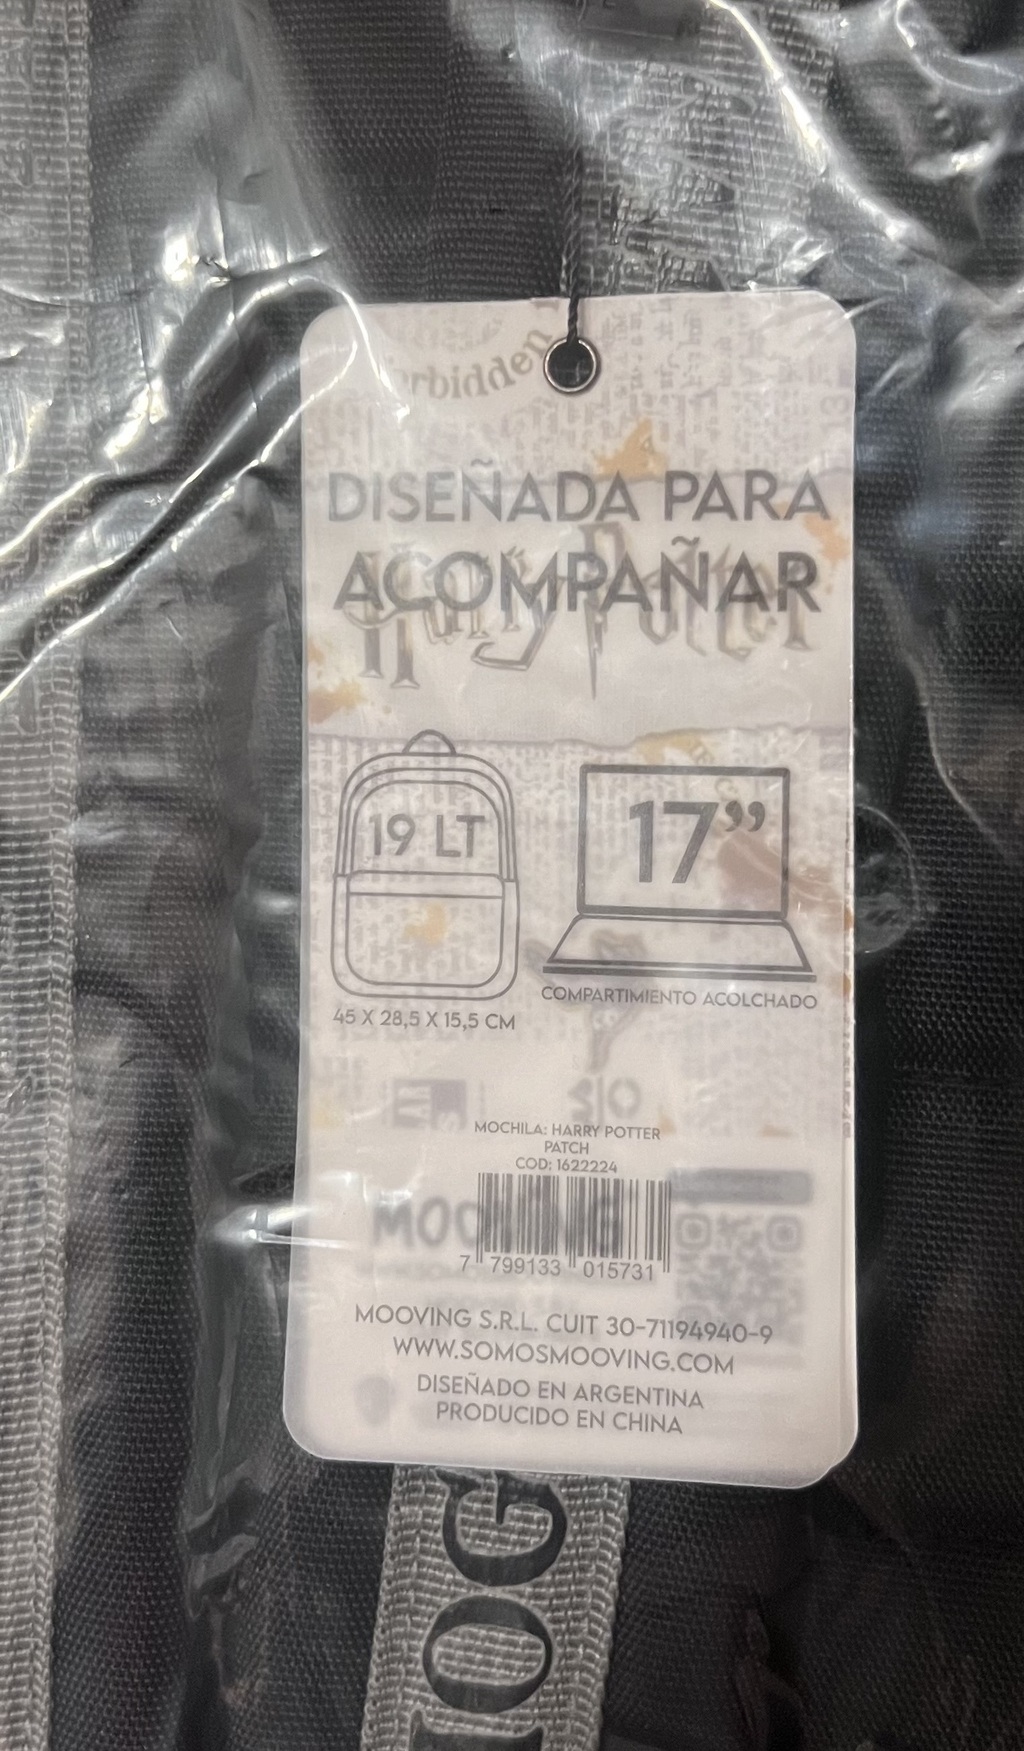 rbidden
DISEÑADA PARA
ACOMPAÑAR
Harry Potter
19 LT
17”
COMPARTIMIENTO ACOLCHADO
45 X 28,5 X 15,5 CM
MOCHILA: HARRY POTTER
PATCH
COD: 1622224
7 799133 015731
MOOVING S.R.L. CUIT 30-71194940-9
WWW.SOMOSMOOVING.COM
DISEÑADO EN ARGENTINA
PRODUCIDO EN CHINA
HOG